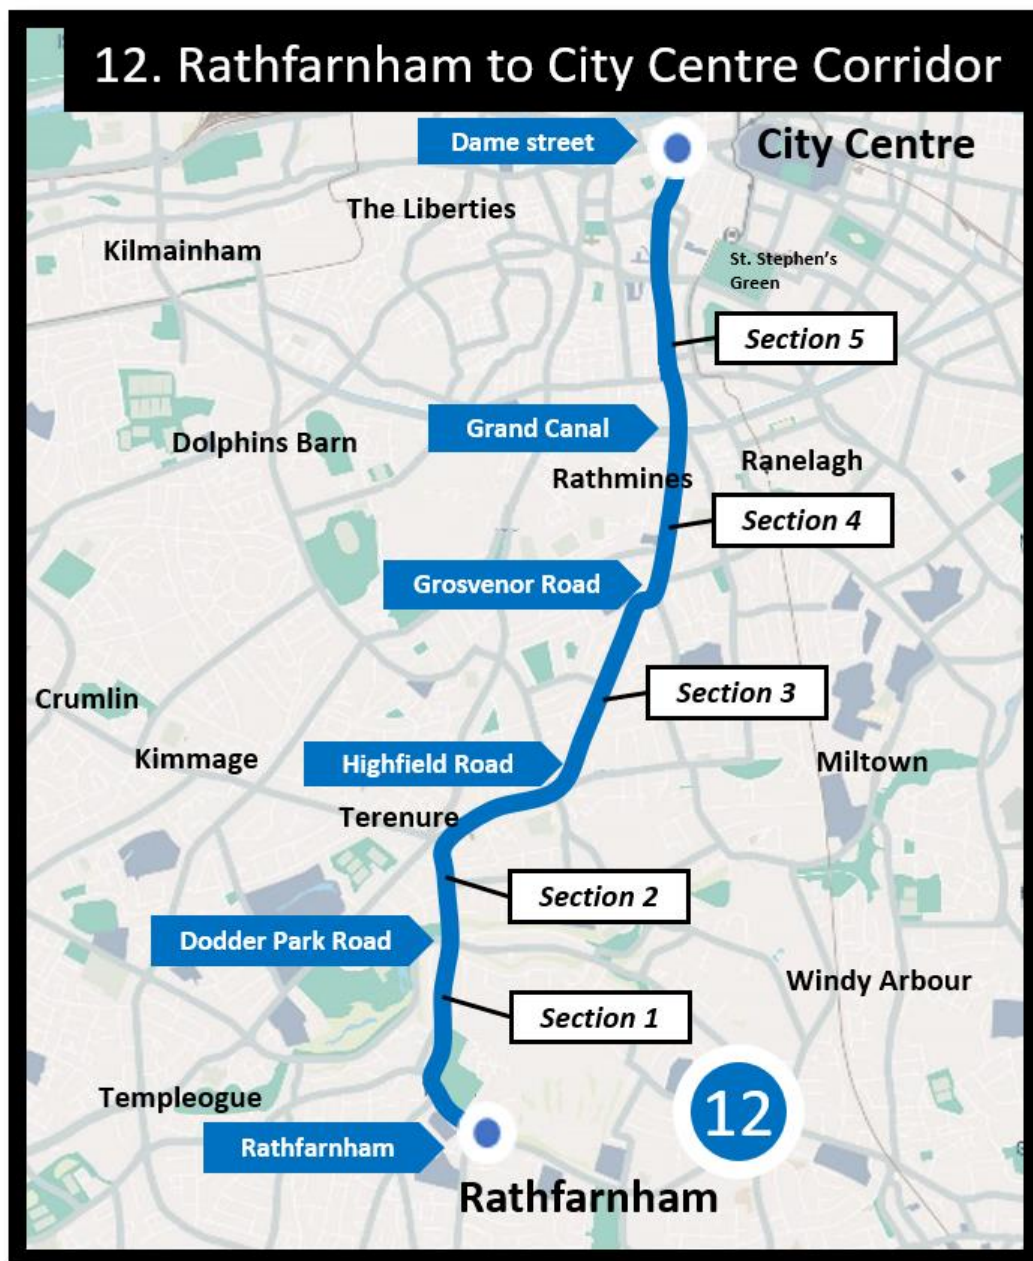 12. Rathfarnham to City Centre Corridor
Dame street
City Centre
The Liberties
Kilmainham
St. Stephen's
Green
Section 5
Grand Canal
Dolphins Barn
Ranelagh
Rathmines
Section 4
Grosvenor Road
Section 3
Crumlin
Kimmage
Highfield Road
Miltown
Terenure
Section 2
Dodder Park Road
Windy Arbour
Section 1
Templeogue
12
Rathfarnham
Rathfarnham